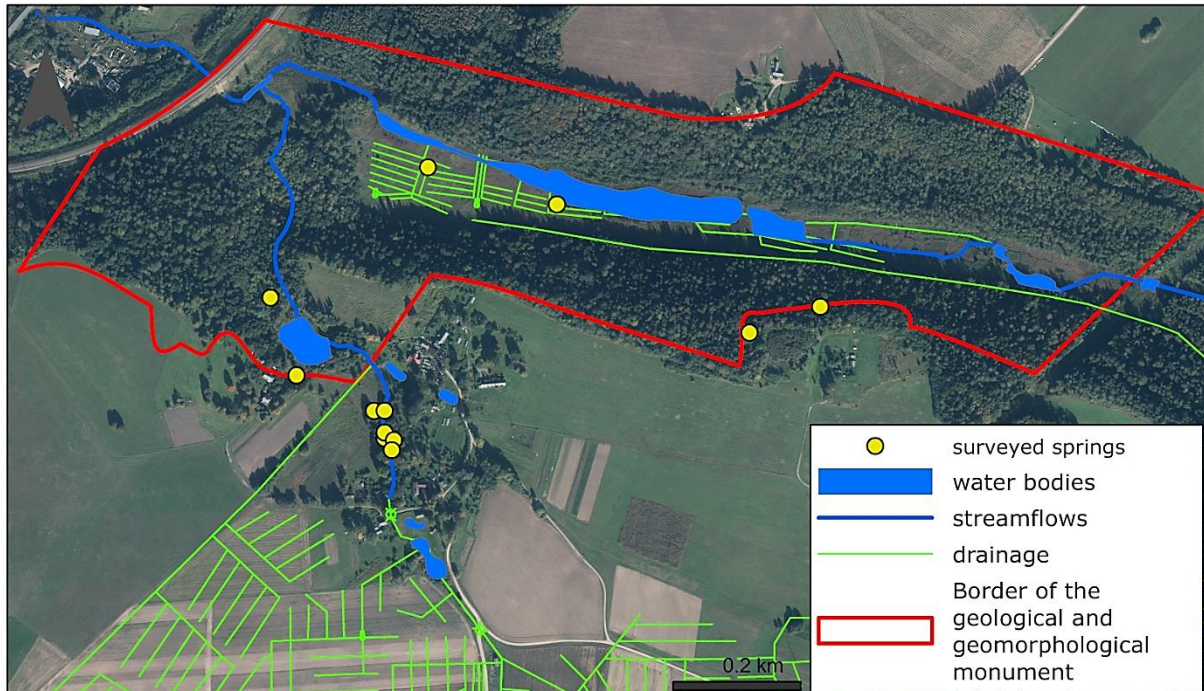 surveyed springs
water bodies
streamflows
drainage
Border of the
geological and
geomorphological
monument
0.2 km